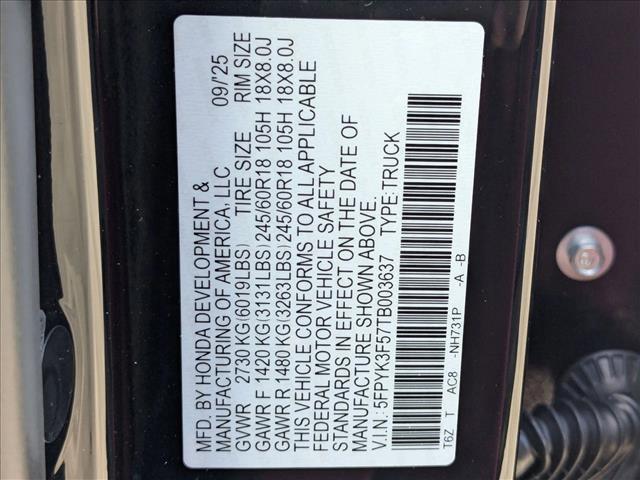 MFD. BY HONDA DEVELOPMENT &
MANUFACTURING OF AMERICA, LLC 09/'25
GVWR 2730 KG(6019LBS) TIRE SIZE RIM SIZE
GAWR F 1420 KG(3131LBS) 245/60R18 105H 18X8.0J
GAWR R 1480 KG(3263LBS) 245/60R18 105H 18X8.0J
THIS VEHICLE CONFORMS TO ALL APPLICABLE
FEDERAL MOTOR VEHICLE SAFETY
STANDARDS IN EFFECT ON THE DATE OF
MANUFACTURE SHOWN ABOVE.
V.I.N.: 5FPYK3F57TB003637 TYPE:TRUCK
T6Z T AC8 -NH731P -A -B